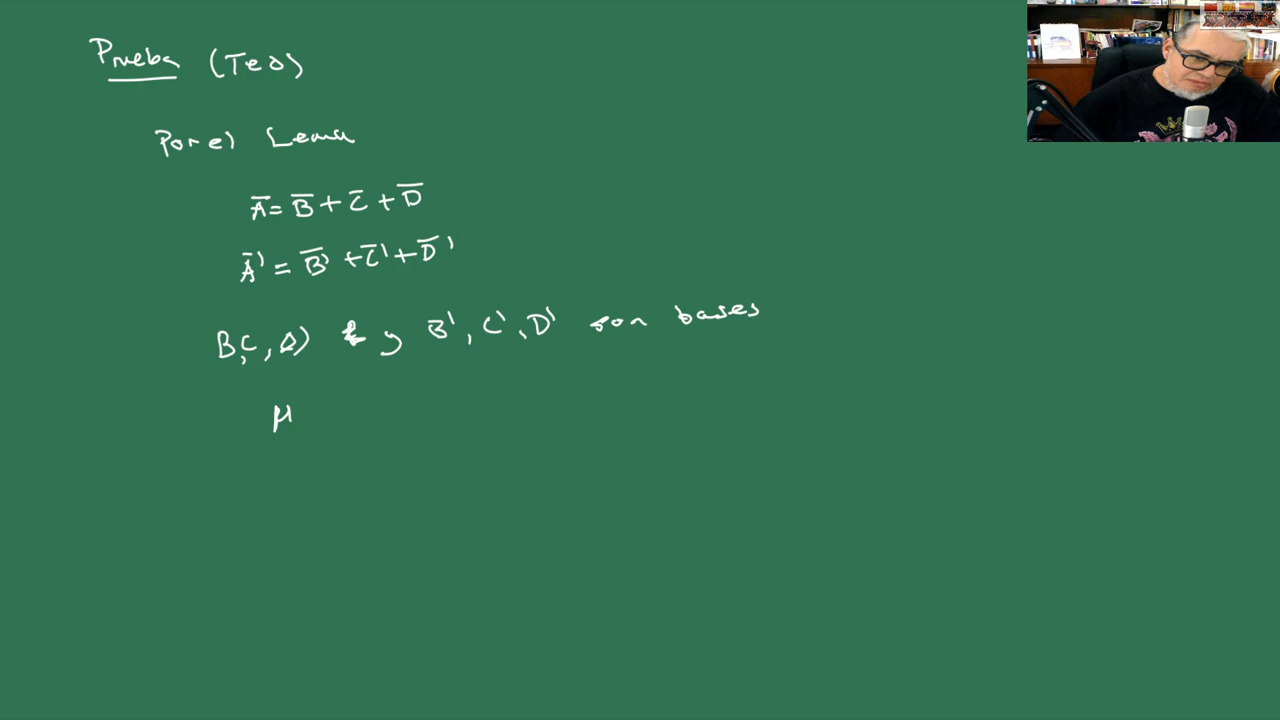 Prueba (Teo)
Por el Lema
A̅ = B̅ + C̅ + D̅
A̅' = B̅' + C̅' + D̅'
B, C, D y B', C', D' son bases
μ